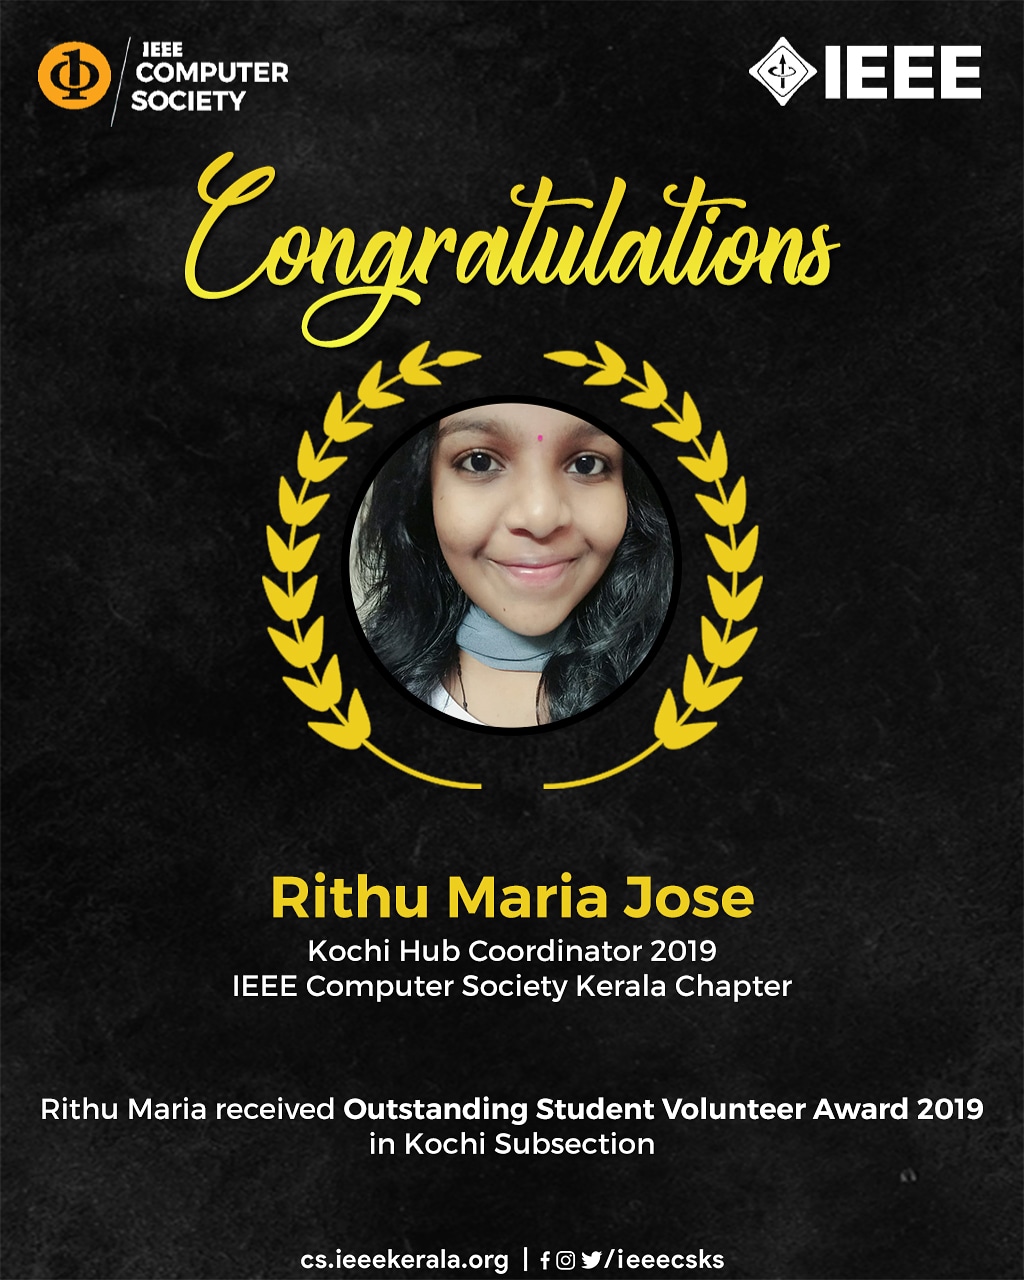 IEEE
COMPUTER
SOCIETY
IEEE
Congratulations
Rithu Maria Jose
Kochi Hub Coordinator 2019
IEEE Computer Society Kerala Chapter
Rithu Maria received Outstanding Student Volunteer Award 2019
in Kochi Subsection
cs.ieeekerala.org | /ieeecsks